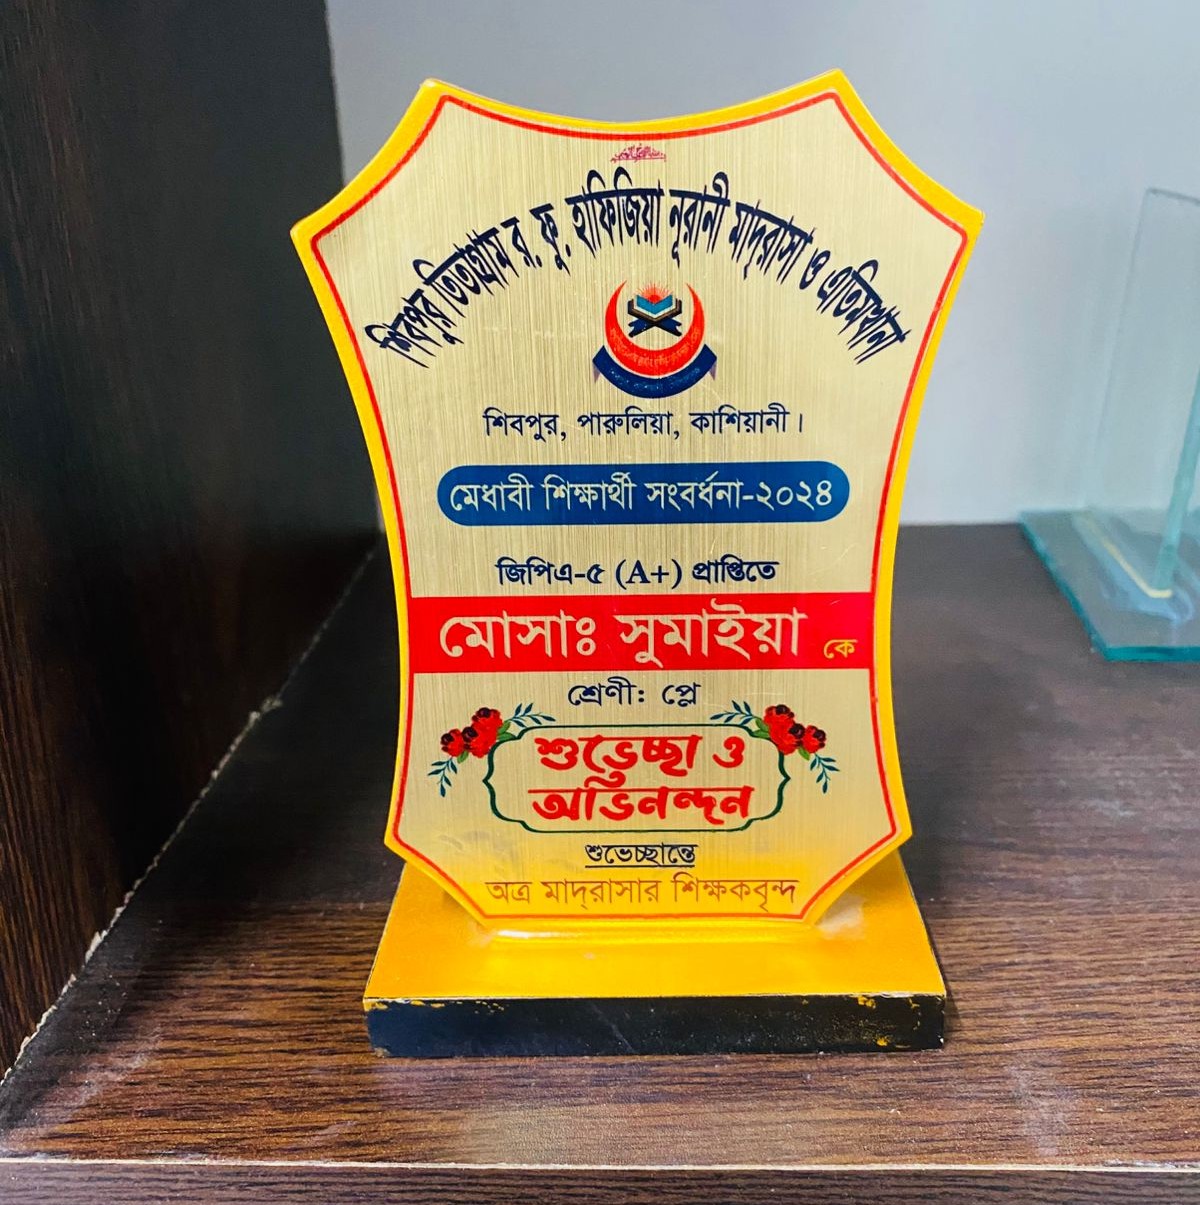 শিবপুর তিতাগ্রাম র. ফু. হাফিজিয়া নূরানী মাদ্‌রাসা ও এতিমখানা
শিবপুর, পারুলিয়া, কাশিয়ানী।
মেধাবী শিক্ষার্থী সংবর্ধনা-২০২৪
জিপিএ-৫ (A+) প্রাপ্তিতে
মোসাঃ সুমাইয়া কে
শ্রেণী: প্লে
শুভেচ্ছা ও
অভিনন্দন
শুভেচ্ছান্তে
অত্র মাদ্‌রাসার শিক্ষকবৃন্দ